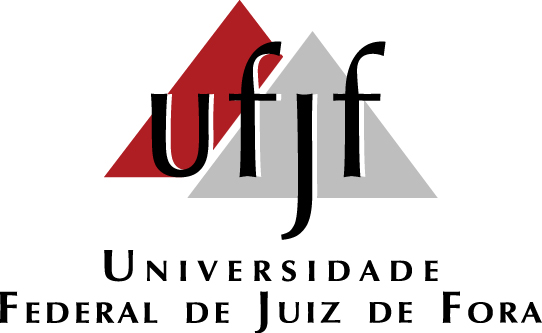 ufjf
UNIVERSIDADE
FEDERAL DE JUIZ DE FORA